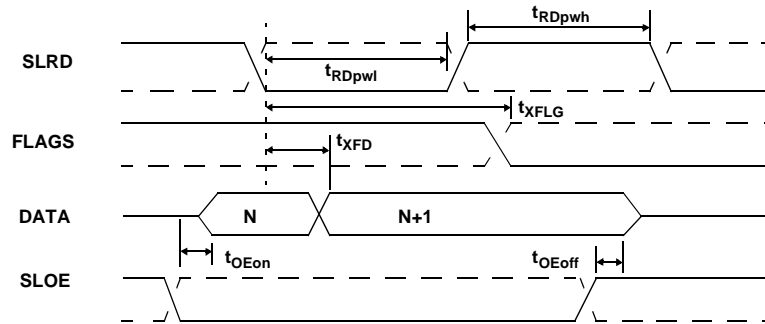 tRDpwh
SLRD
tRDpwl
tXFLG
FLAGS
tXFD
DATA N N+1
tOEon tOEoff
SLOE